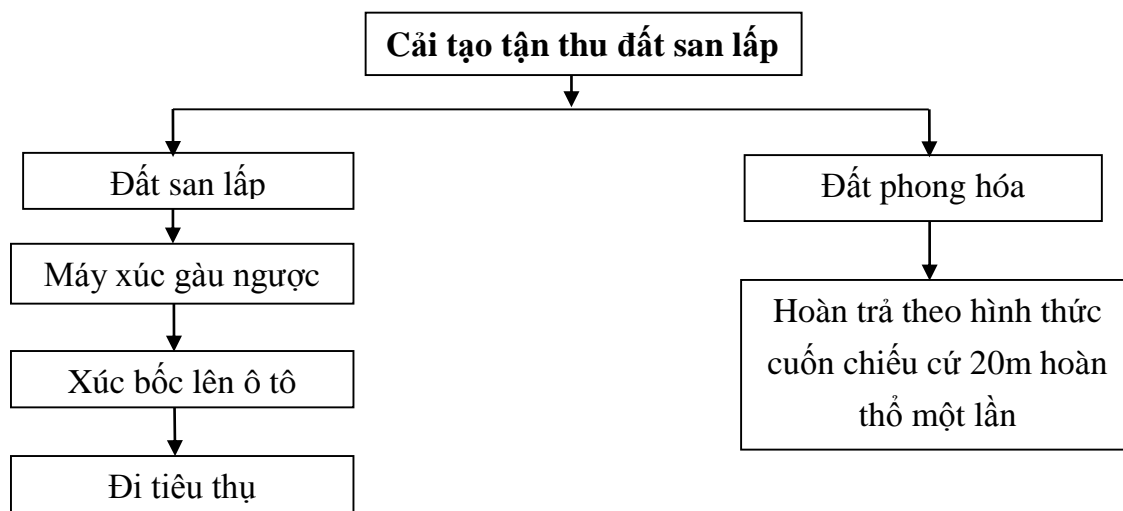 Cải tạo tận thu đất san lấp
Đất san lấp
Đất phong hóa
Máy xúc gàu ngược
Hoàn trả theo hình thức
cuốn chiếu cứ 20m hoàn
thổ một lần
Xúc bốc lên ô tô
Đi tiêu thụ